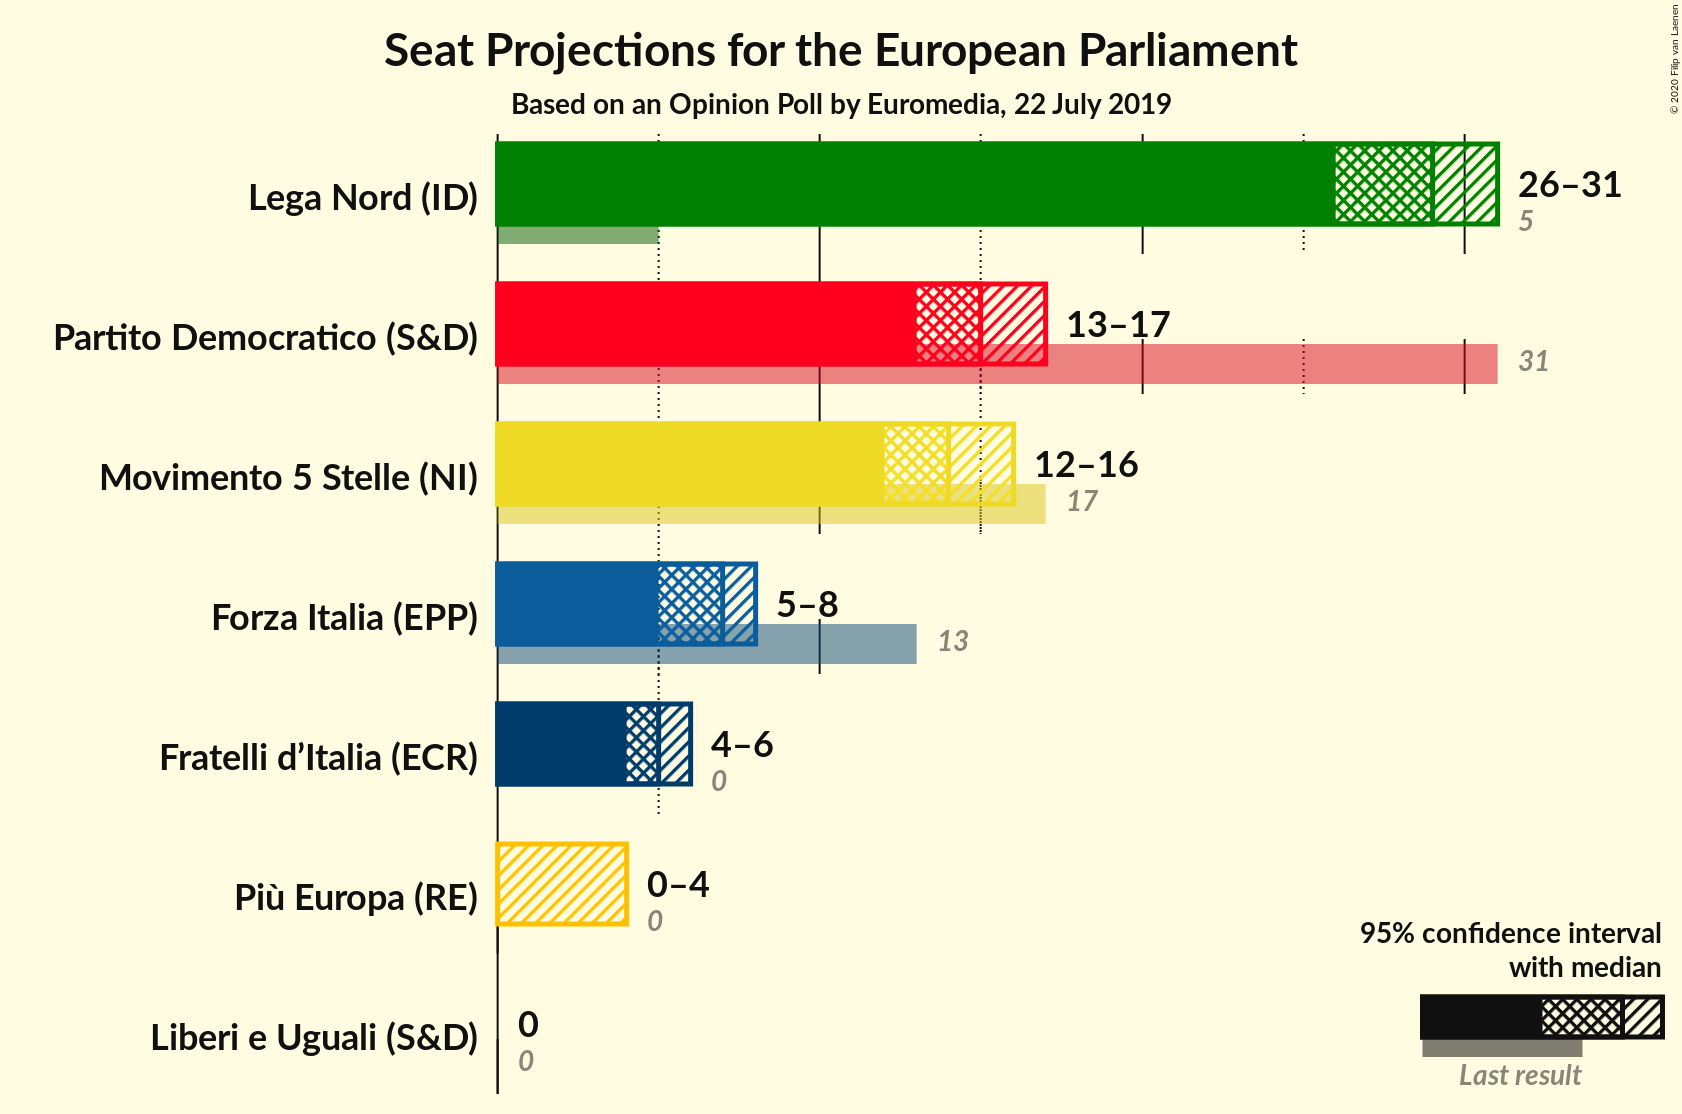 Seat Projections for the European Parliament
Based on an Opinion Poll by Euromedia, 22 July 2019
© 2020 Filip van Laenen
Lega Nord (ID)
26–31
5
Partito Democratico (S&D)
13–17
31
Movimento 5 Stelle (NI)
12–16
17
Forza Italia (EPP)
5–8
13
Fratelli d’Italia (ECR)
4–6
0
Più Europa (RE)
0–4
0
Liberi e Uguali (S&D)
0
0
95% confidence interval
with median
Last result